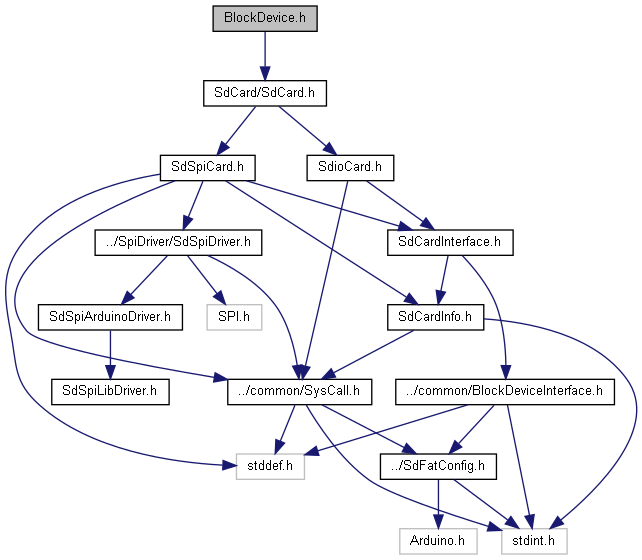 BlockDevice.h
SdCard/SdCard.h
SdSpiCard.h
SdioCard.h
../SpiDriver/SdSpiDriver.h
SdCardInterface.h
SdSpiArduinoDriver.h
SPI.h
SdCardInfo.h
SdSpiLibDriver.h
../common/SysCall.h
../common/BlockDeviceInterface.h
stddef.h
../SdFatConfig.h
Arduino.h
stdint.h